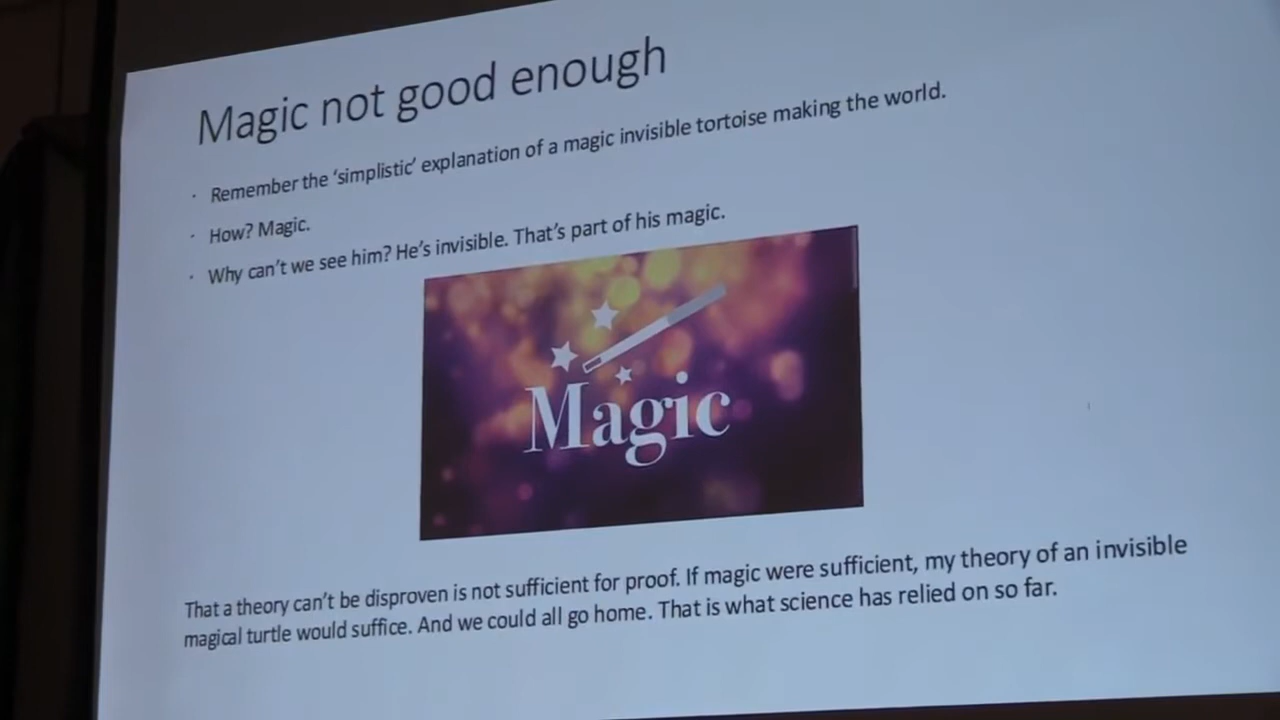 Magic not good enough
· Remember the ‘simplistic’ explanation of a magic invisible tortoise making the world.
· How? Magic.
· Why can’t we see him? He’s invisible. That’s part of his magic.
Magic
That a theory can’t be disproven is not sufficient for proof. If magic were sufficient, my theory of an invisible
magical turtle would suffice. And we could all go home. That is what science has relied on so far.